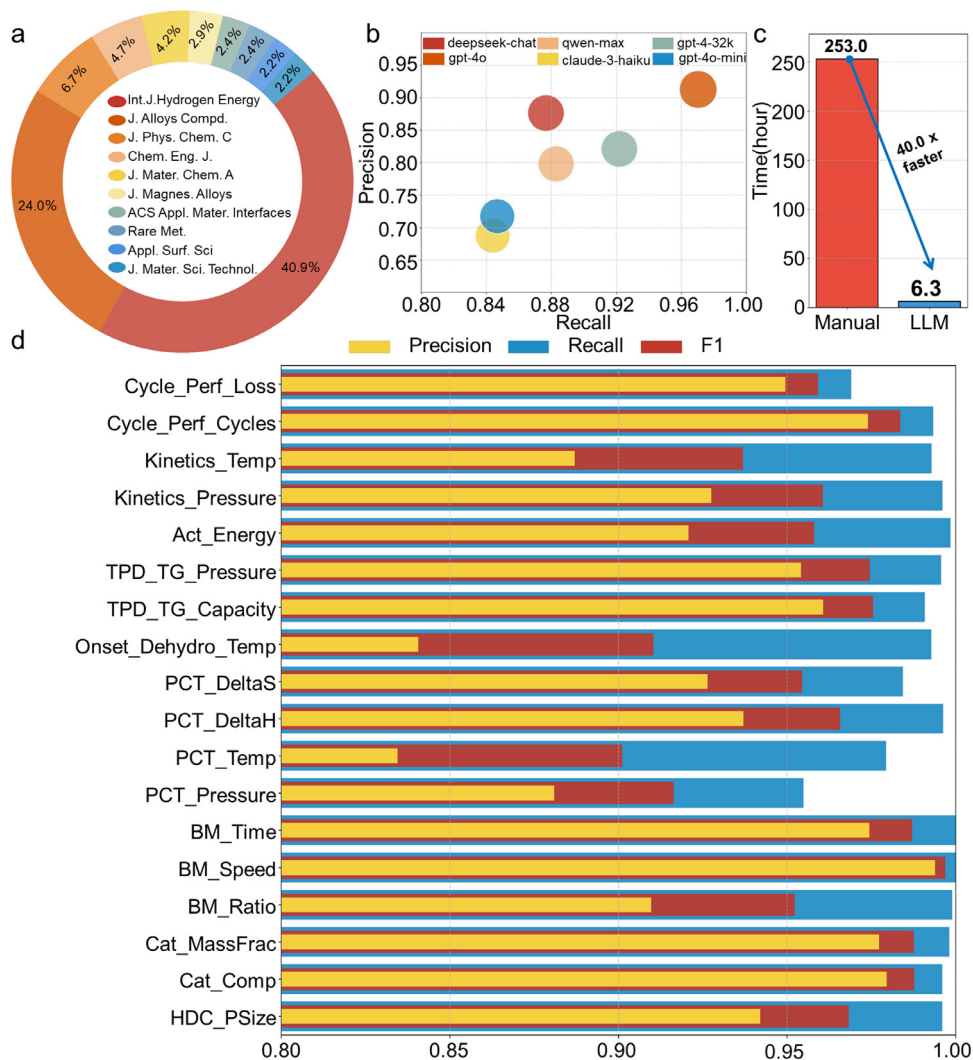 a
4.7%
4.2%
2.9%
2.4%
2.4%
2.2%
2.2%
6.7%
24.0%
40.9%
Int.J.Hydrogen Energy
J. Alloys Compd.
J. Phys. Chem. C
Chem. Eng. J.
J. Mater. Chem. A
J. Magnes. Alloys
ACS Appl. Mater. Interfaces
Rare Met.
Appl. Surf. Sci
J. Mater. Sci. Technol.
b
deepseek-chat qwen-max gpt-4-32k
gpt-4o claude-3-haiku gpt-4o-mini
Precision
0.95
0.90
0.85
0.80
0.75
0.70
0.65
0.80 0.84 0.88 0.92 0.96 1.00
Recall
c
253.0
Time(hour)
250
200
150
100
50
0
40.0 x
faster
6.3
Manual LLM
d
Precision Recall F1
Cycle_Perf_Loss
Cycle_Perf_Cycles
Kinetics_Temp
Kinetics_Pressure
Act_Energy
TPD_TG_Pressure
TPD_TG_Capacity
Onset_Dehydro_Temp
PCT_DeltaS
PCT_DeltaH
PCT_Temp
PCT_Pressure
BM_Time
BM_Speed
BM_Ratio
Cat_MassFrac
Cat_Comp
HDC_PSize
0.80 0.85 0.90 0.95 1.00